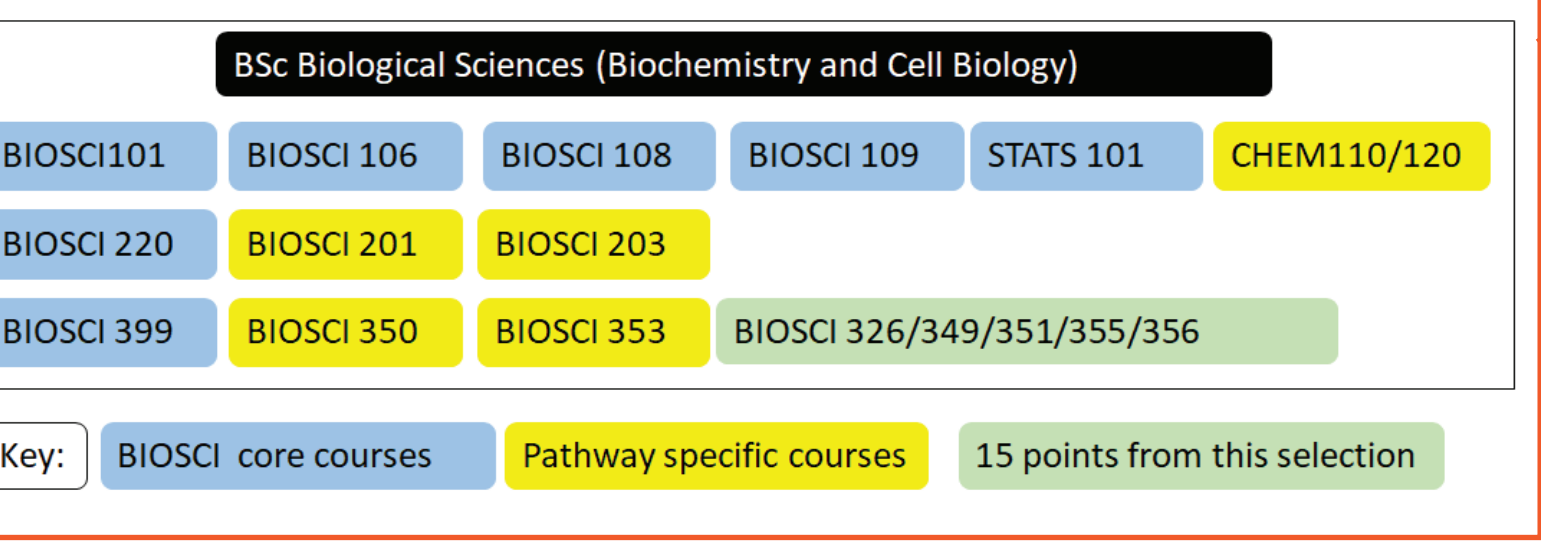 BSc Biological Sciences (Biochemistry and Cell Biology)
BIOSCI101 BIOSCI 106 BIOSCI 108 BIOSCI 109 STATS 101 CHEM110/120
BIOSCI 220 BIOSCI 201 BIOSCI 203
BIOSCI 399 BIOSCI 350 BIOSCI 353 BIOSCI 326/349/351/355/356
Key: BIOSCI core courses Pathway specific courses 15 points from this selection